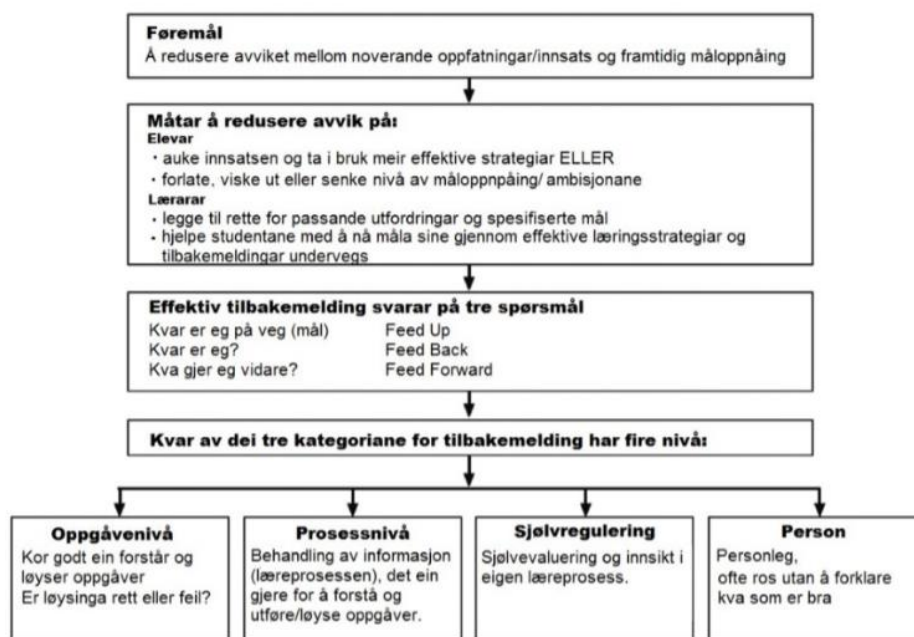 Føremål
Å redusere avviket mellom noverande oppfatningar/innsats og framtidig måloppnåing
Måtar å redusere avvik på:
Elevar
· auke innsatsen og ta i bruk meir effektive strategiar ELLER
· forlate, viske ut eller senke nivå av måloppnpåing/ ambisjonane
Lærarar
· legge til rette for passande utfordringar og spesifiserte mål
· hjelpe studentane med å nå måla sine gjennom effektive læringsstrategiar og
tilbakemeldingar undervegs
Effektiv tilbakemelding svarar på tre spørsmål
Kvar er eg på veg (mål) Feed Up
Kvar er eg? Feed Back
Kva gjer eg vidare? Feed Forward
Kvar av dei tre kategoriane for tilbakemelding har fire nivå:
Oppgåvenivå
Kor godt ein forstår og
løyser oppgåver
Er løysinga rett eller feil?
Prosessnivå
Behandling av informasjon
(læreprosessen), det ein
gjere for å forstå og
utføre/løyse oppgåver.
Sjølvregulering
Sjølvevaluering og innsikt i
eigen læreprosess.
Person
Personleg,
ofte ros utan å forklare
kva som er bra